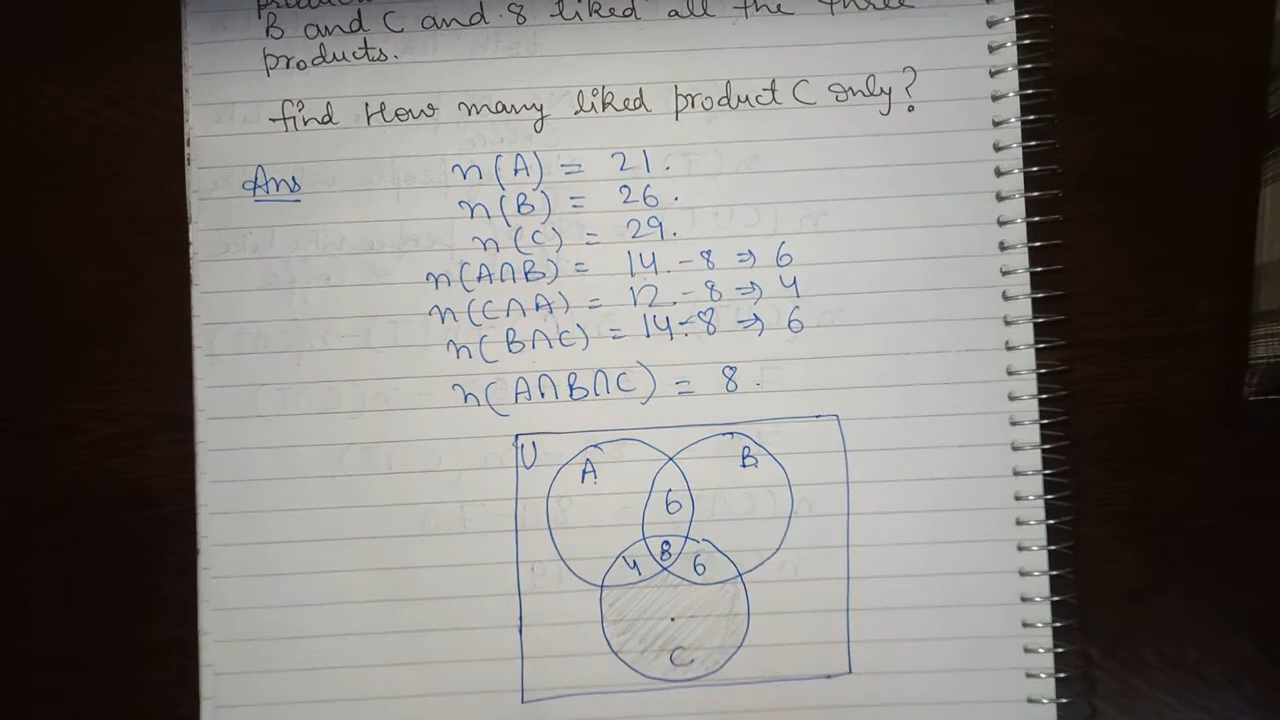 B and C and 8 liked all the three
products.
find How many liked product C only?
Ans
n(A) = 21.
n(B) = 26.
n(C) = 29.
n(A∩B) = 14 - 8 ⇒ 6
n(C∩A) = 12 - 8 ⇒ 4
n(B∩C) = 14 - 8 ⇒ 6
n(A∩B∩C) = 8.
U
A
B
6
8
4
6
C